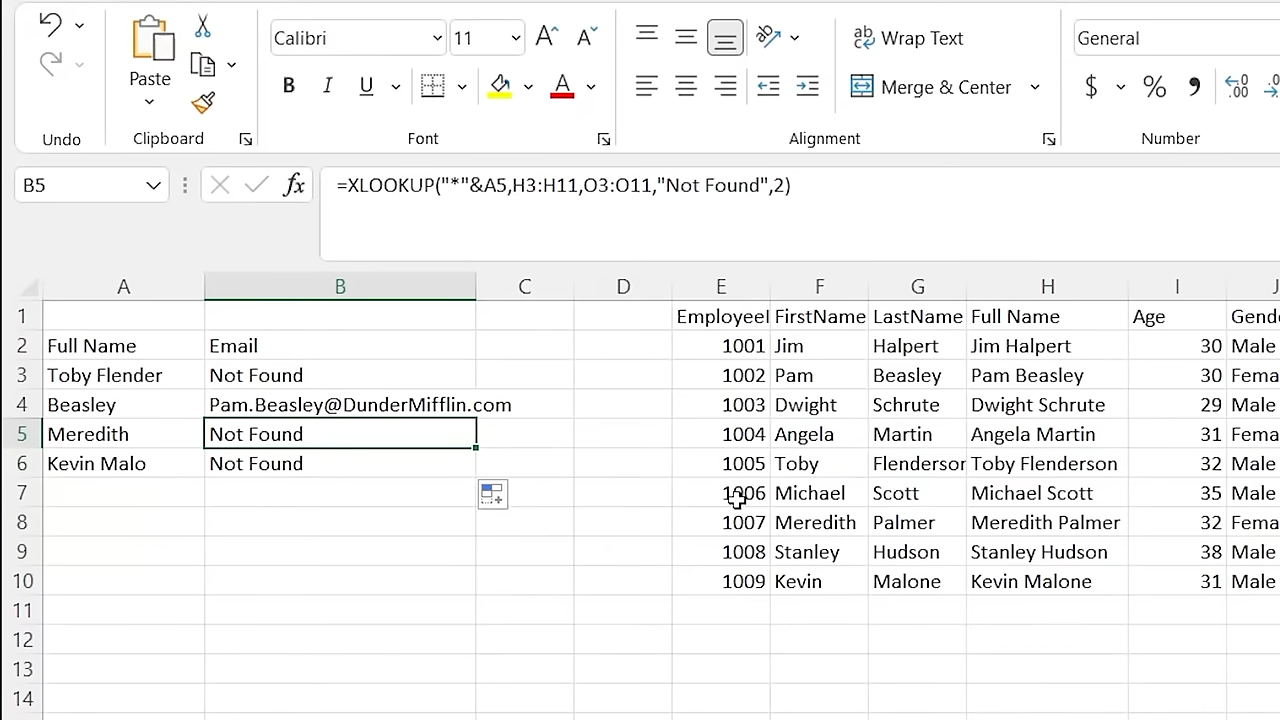 Calibri 11 A A Wrap Text General
Paste B I U A Merge & Center $ % , .00
Undo Clipboard Font Alignment Number
B5 fx =XLOOKUP("*"&A5,H3:H11,O3:O11,"Not Found",2)
A B C D E F G H I J
1 EmployeeI FirstName LastName Full Name Age Gende
2 Full Name Email 1001 Jim Halpert Jim Halpert 30 Male
3 Toby Flender Not Found 1002 Pam Beasley Pam Beasley 30 Fema
4 Beasley Pam.Beasley@DunderMifflin.com 1003 Dwight Schrute Dwight Schrute 29 Male
5 Meredith Not Found 1004 Angela Martin Angela Martin 31 Fema
6 Kevin Malo Not Found 1005 Toby Flenderson Toby Flenderson 32 Male
7 1006 Michael Scott Michael Scott 35 Male
8 1007 Meredith Palmer Meredith Palmer 32 Fema
9 1008 Stanley Hudson Stanley Hudson 38 Male
10 1009 Kevin Malone Kevin Malone 31 Male
11
12
13
14